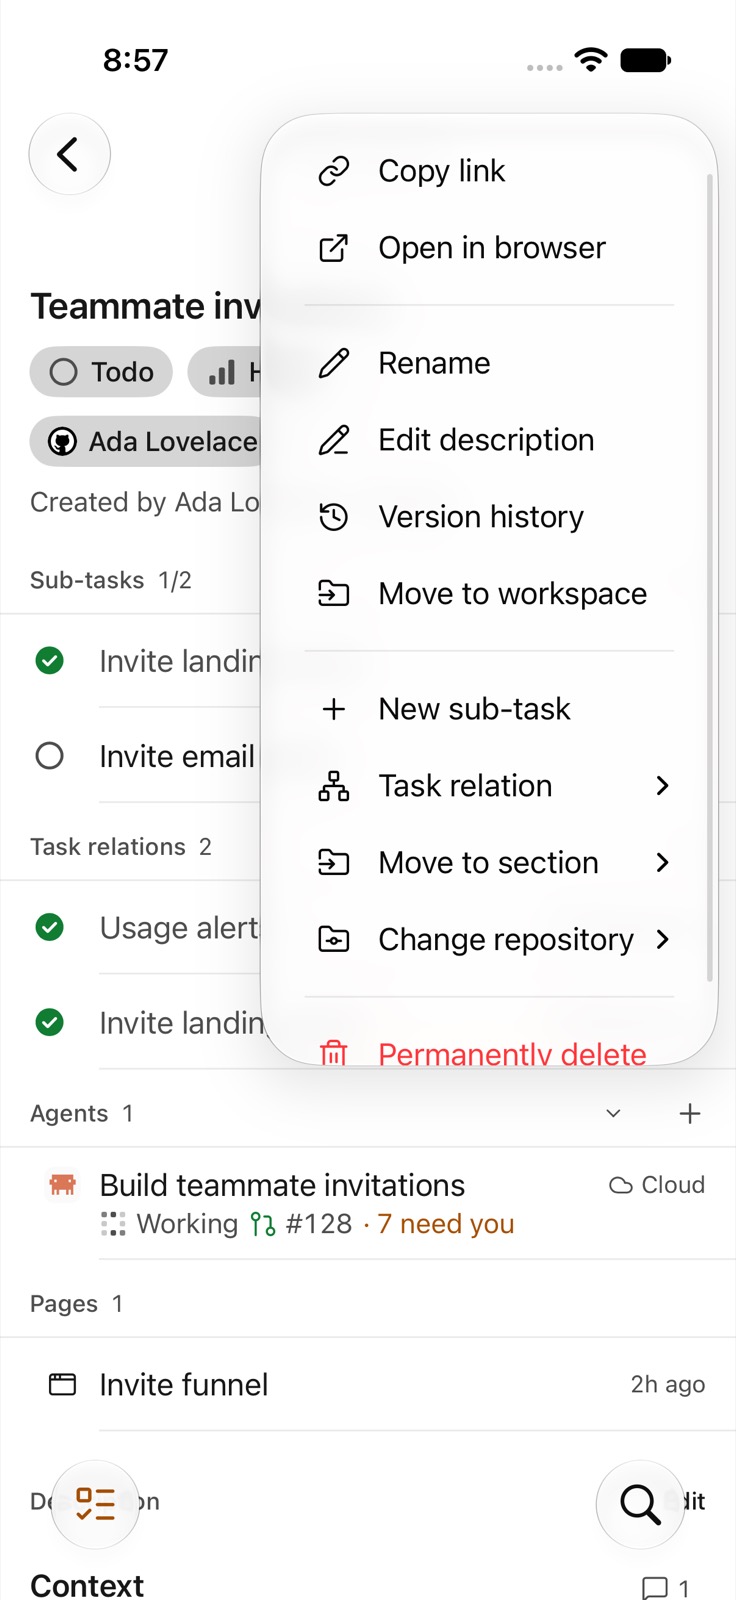 8:57
Copy link
Open in browser
Teammate inv
Rename
Todo
Edit description
Ada Lovelace
Created by Ada Lo
Version history
Sub-tasks 1/2
Move to workspace
Invite landin
New sub-task
Invite email
Task relation
Task relations 2
Move to section
Usage alert
Change repository
Invite landin
Permanently delete
Agents 1
Build teammate invitations
Cloud
Working #128 · 7 need you
Pages 1
Invite funnel
2h ago
Context
1